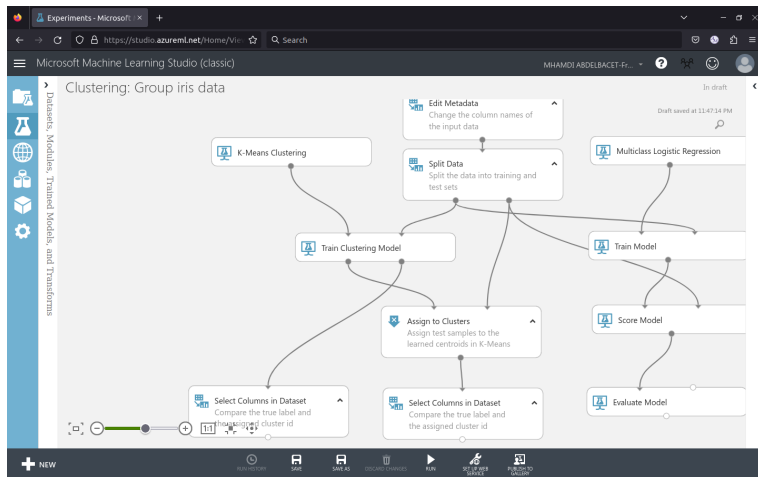 Experiments - Microsoft
https://studio.azureml.net/Home/Vie
Search
Microsoft Machine Learning Studio (classic)
MHAMDI ABDELBACET-Fr...
Clustering: Group iris data
In draft
Draft saved at 11:47:14 PM
Datasets, Modules, Trained Models, and Transforms
Edit Metadata
Change the column names of
the input data
K-Means Clustering
Split Data
Split the data into training and
test sets
Multiclass Logistic Regression
Train Clustering Model
Train Model
Assign to Clusters
Assign test samples to the
learned centroids in K-Means
Score Model
Select Columns in Dataset
Compare the true label and
the assigned cluster id
Select Columns in Dataset
Compare the true label and
the assigned cluster id
Evaluate Model
1:1
NEW
RUN HISTORY
SAVE
SAVE AS
DISCARD CHANGES
RUN
SET UP WEB
SERVICE
PUBLISH TO
GALLERY